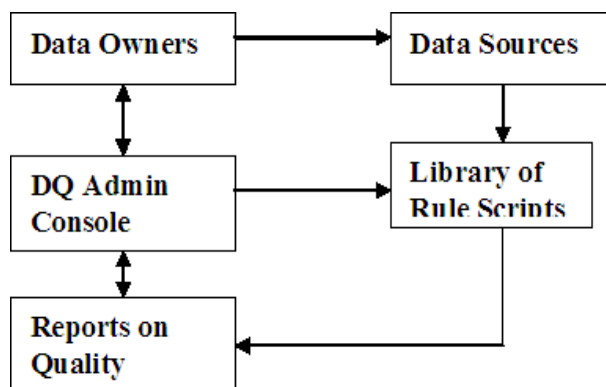 Data Owners
Data Sources
DQ Admin
Console
Library of
Rule Scripts
Reports on
Quality